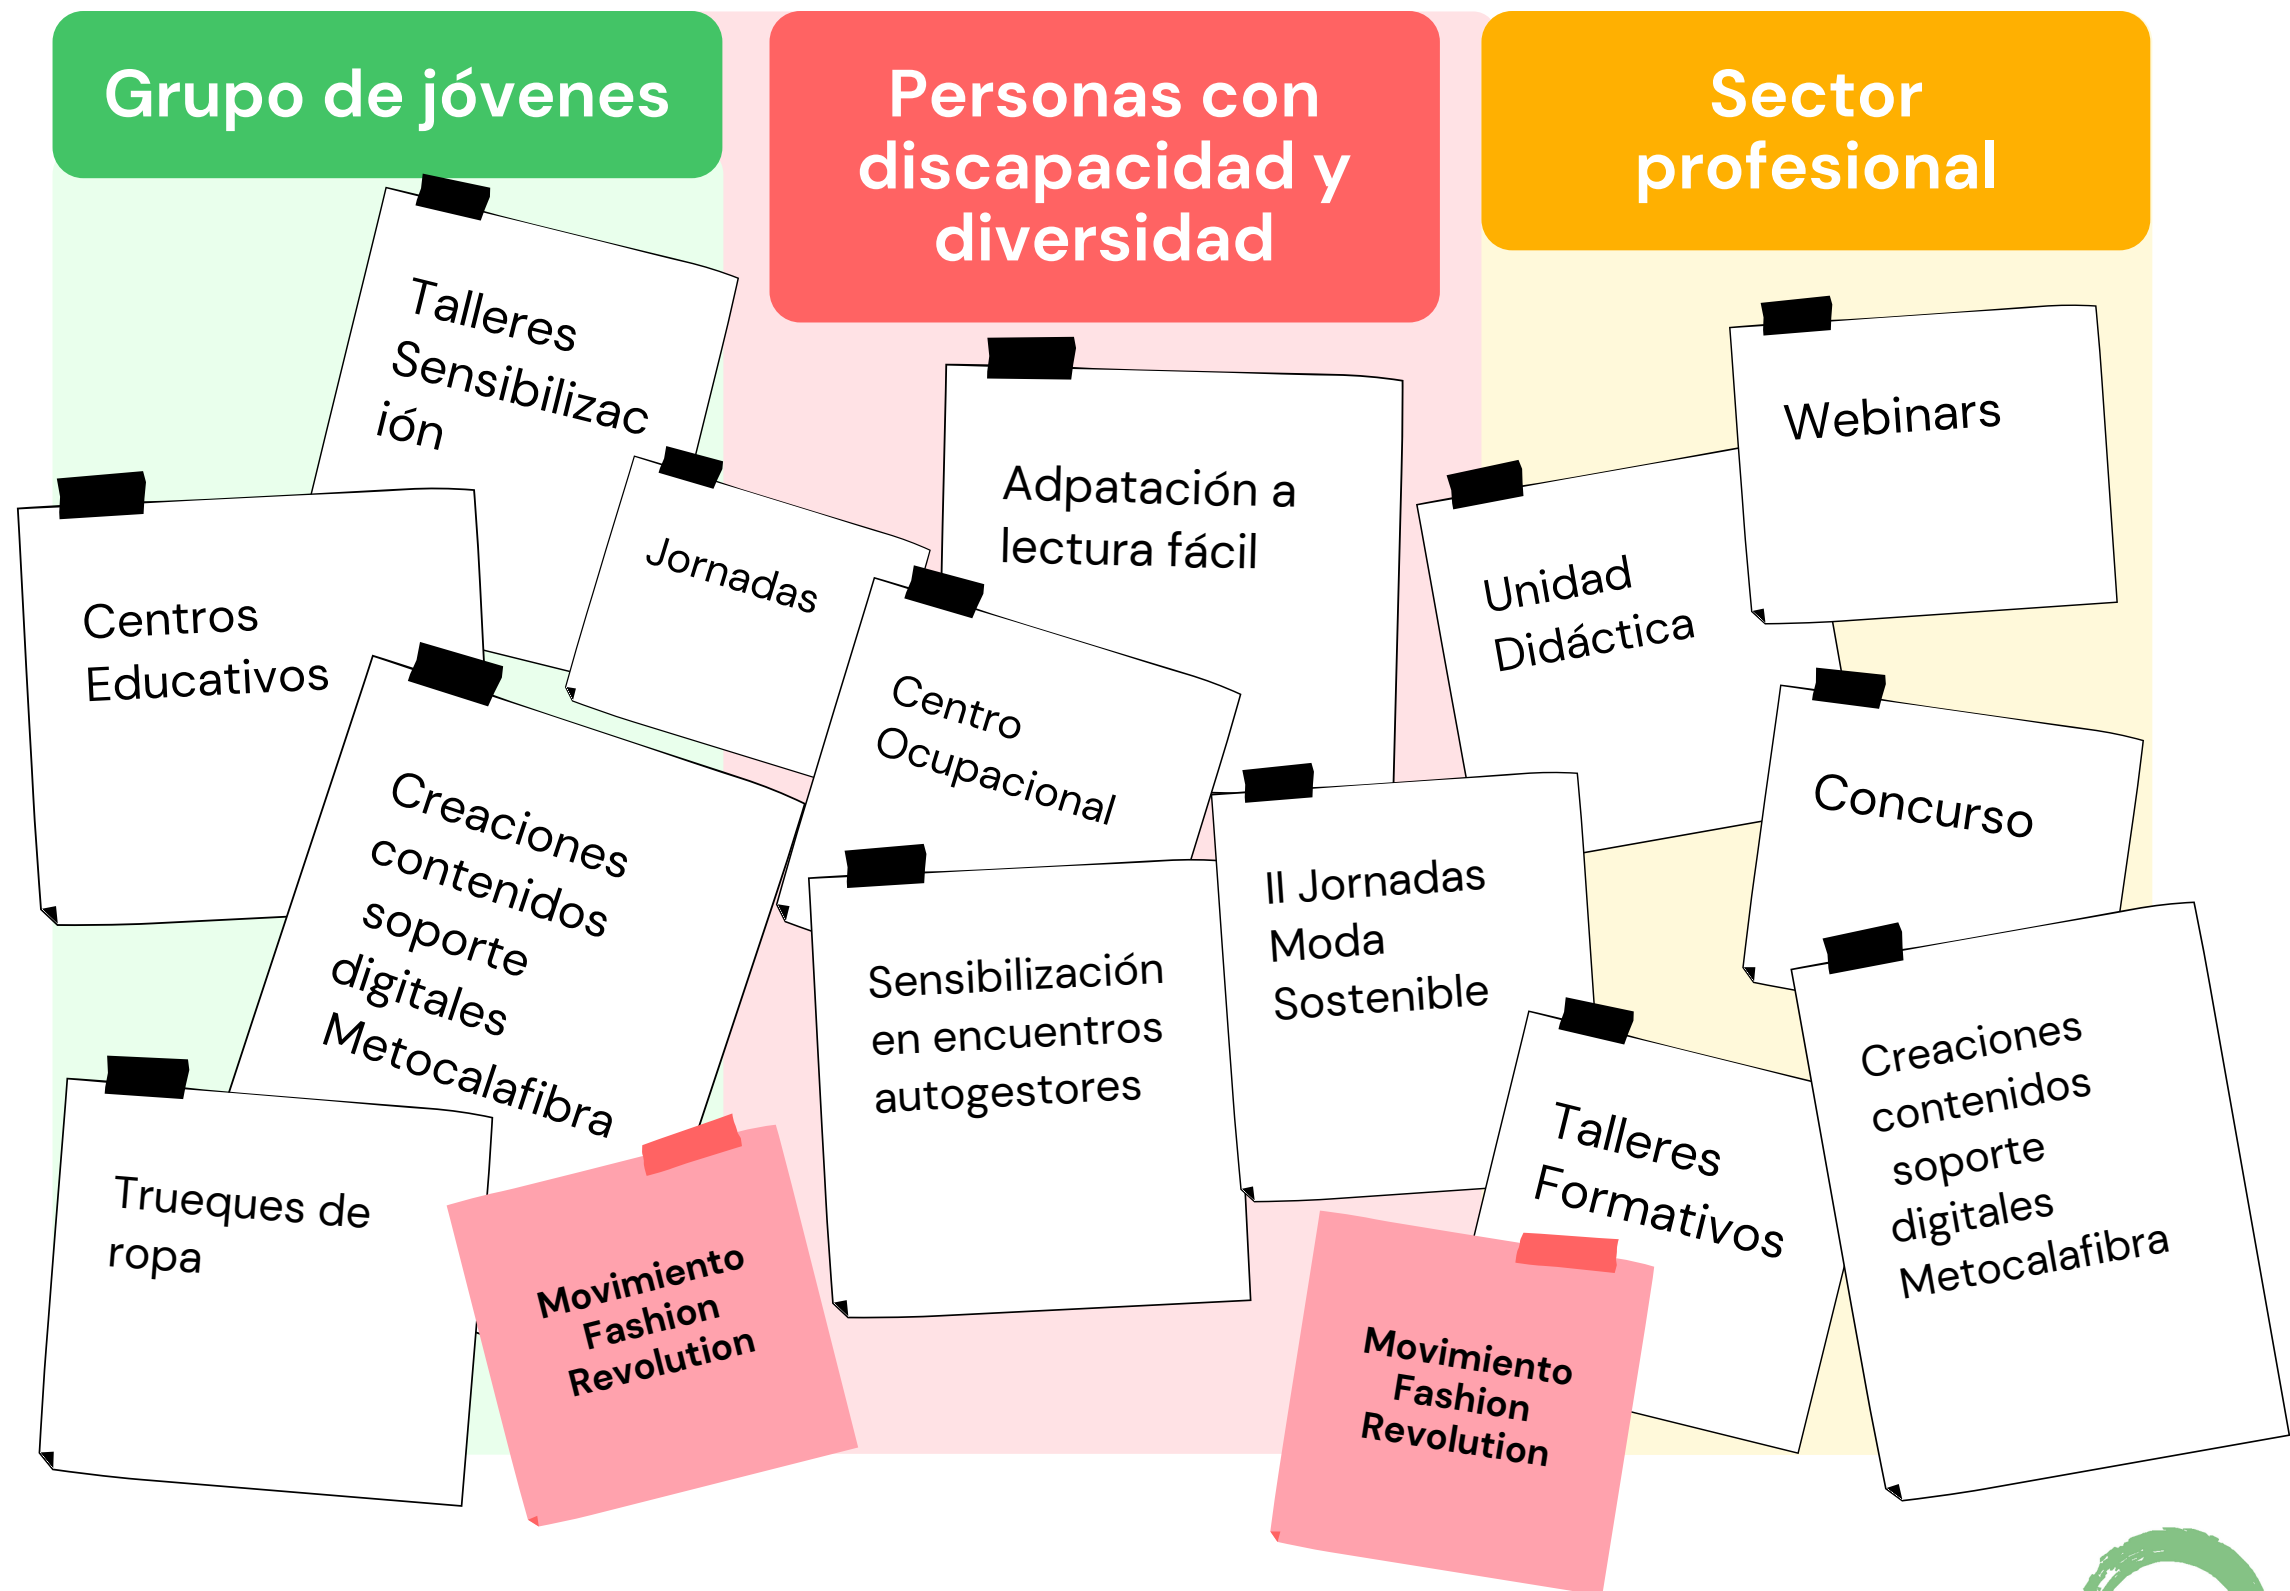 Grupo de jóvenes
Talleres
Sensibilizac
ión
Centros
Educativos
Jornadas
Creaciones
contenidos
soporte
digitales
Metocalafibra
Trueques de
ropa
Movimiento
Fashion
Revolution
Personas con
discapacidad y
diversidad
Adpatación a
lectura fácil
Centro
Ocupacional
Sensibilización
en encuentros
autogestores
II Jornadas
Moda
Sostenible
Movimiento
Fashion
Revolution
Sector
profesional
Webinars
Unidad
Didáctica
Concurso
Talleres
Formativos
Creaciones
contenidos
soporte
digitales
Metocalafibra